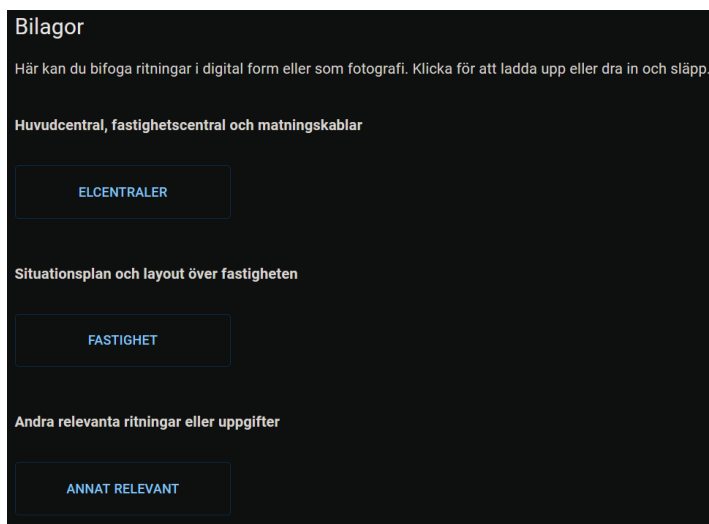 Bilagor
Här kan du bifoga ritningar i digital form eller som fotografi. Klicka för att ladda upp eller dra in och släpp.
Huvudcentral, fastighetscentral och matningskablar
ELCENTRALER
Situationsplan och layout över fastigheten
FASTIGHET
Andra relevanta ritningar eller uppgifter
ANNAT RELEVANT